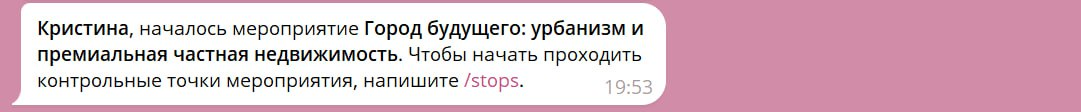 Кристина, началось мероприятие Город будущего: урбанизм и
премиальная частная недвижимость. Чтобы начать проходить
контрольные точки мероприятия, напишите /stops.
19:53